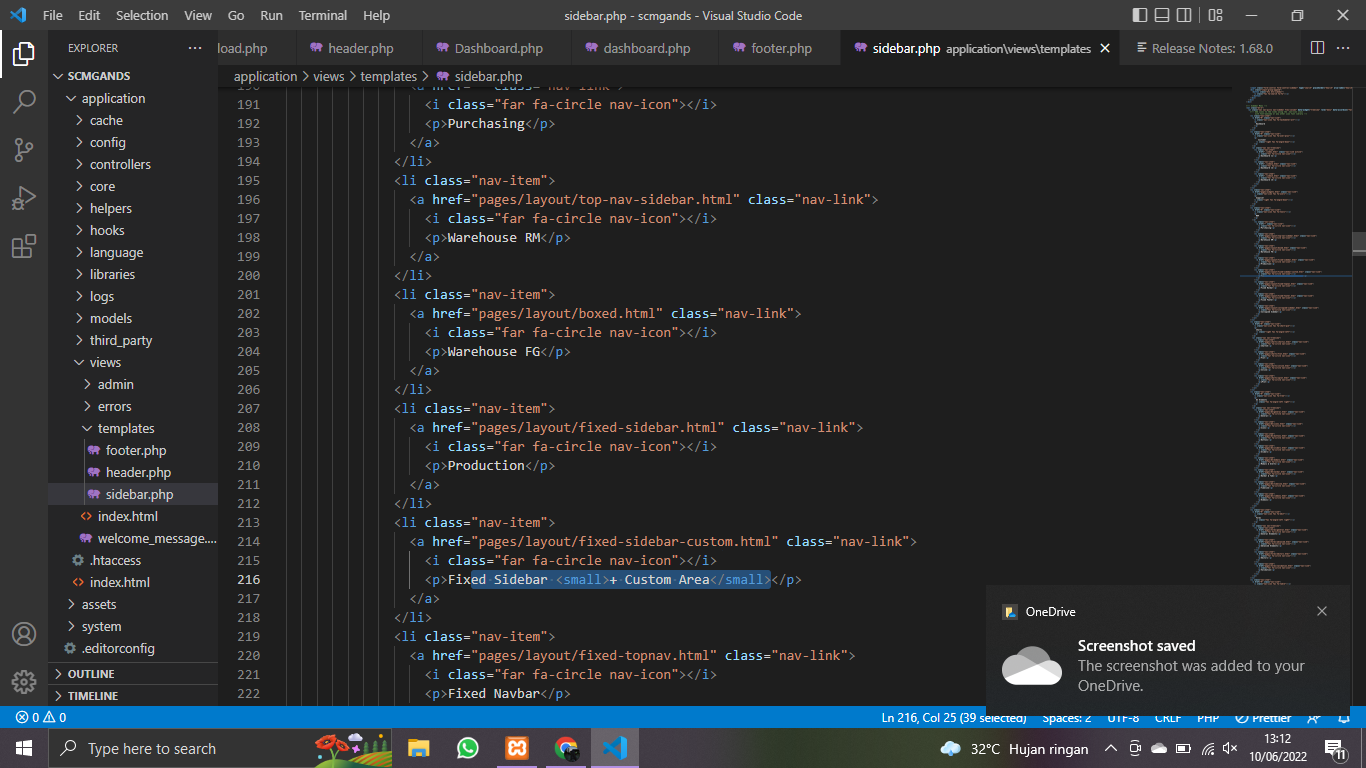 File Edit Selection View Go Run Terminal Help
sidebar.php - scmgands - Visual Studio Code
EXPLORER
load.php header.php Dashboard.php dashboard.php footer.php sidebar.php application\views\templates Release Notes: 1.68.0
application > views > templates > sidebar.php
SCMGANDS
application
cache
config
controllers
core
helpers
hooks
language
libraries
logs
models
third_party
views
admin
errors
templates
footer.php
header.php
sidebar.php
index.html
welcome_message....
.htaccess
index.html
assets
system
.editorconfig
OUTLINE
TIMELINE
191 <i class="far fa-circle nav-icon"></i>
192 <p>Purchasing</p>
193 </a>
194 </li>
195 <li class="nav-item">
196 <a href="pages/layout/top-nav-sidebar.html" class="nav-link">
197 <i class="far fa-circle nav-icon"></i>
198 <p>Warehouse RM</p>
199 </a>
200 </li>
201 <li class="nav-item">
202 <a href="pages/layout/boxed.html" class="nav-link">
203 <i class="far fa-circle nav-icon"></i>
204 <p>Warehouse FG</p>
205 </a>
206 </li>
207 <li class="nav-item">
208 <a href="pages/layout/fixed-sidebar.html" class="nav-link">
209 <i class="far fa-circle nav-icon"></i>
210 <p>Production</p>
211 </a>
212 </li>
213 <li class="nav-item">
214 <a href="pages/layout/fixed-sidebar-custom.html" class="nav-link">
215 <i class="far fa-circle nav-icon"></i>
216 <p>Fixed Sidebar <small>+ Custom Area</small></p>
217 </a>
218 </li>
219 <li class="nav-item">
220 <a href="pages/layout/fixed-topnav.html" class="nav-link">
221 <i class="far fa-circle nav-icon"></i>
222 <p>Fixed Navbar</p>
OneDrive
Screenshot saved
The screenshot was added to your
OneDrive.
0 0
Ln 216, Col 25 (39 selected) Spaces: 2 UTF-8 CRLF PHP Prettier
Type here to search
32°C Hujan ringan
13:12
10/06/2022
11